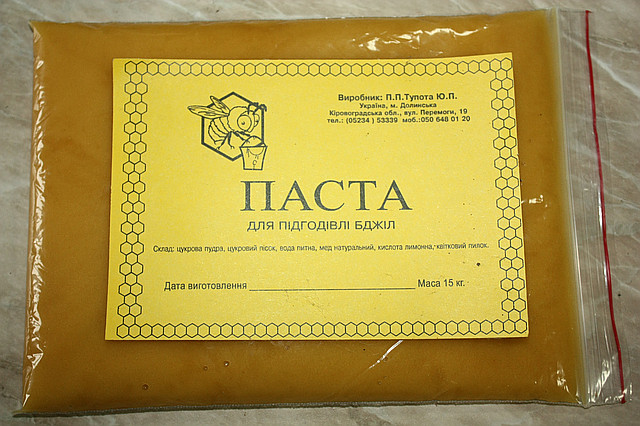 Виробник: П.П.Тупота Ю.П.
Україна, м. Долинська
Кіровоградська обл., вул. Перемоги, 19
тел.: (05234 ) 53339 моб.:050 648 01 20
ПАСТА
ДЛЯ ПІДГОДІВЛІ БДЖІЛ
Склад: цукрова пудра, цукровий пісок, вода питна, мед натуральний, кислота лимонна, квітковий пилок.
Дата виготовлення ______________________________ Маса 15 кг.